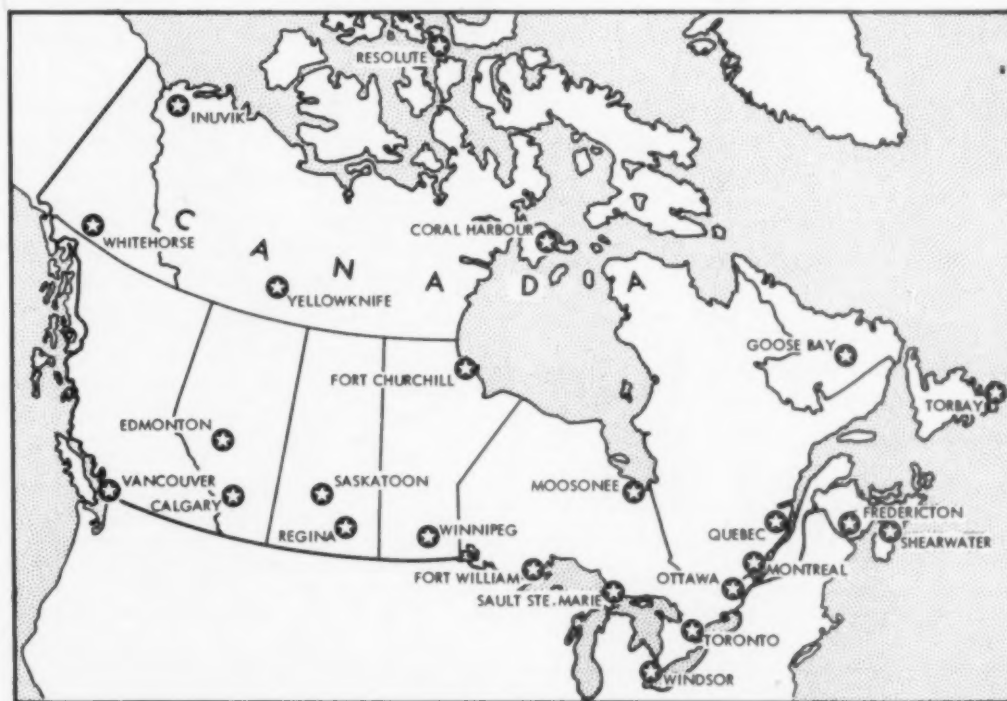 RESOLUTE
INUVIK
C
A
N
A
D
A
CORAL HARBOUR
WHITEHORSE
YELLOWKNIFE
GOOSE BAY
FORT CHURCHILL
TORBAY
EDMONTON
VANCOUVER
SASKATOON
MOOSONEE
CALGARY
FREDERICTON
REGINA
WINNIPEG
QUEBEC
SHEARWATER
FORT WILLIAM
OTTAWA
MONTREAL
SAULT STE. MARIE
TORONTO
WINDSOR